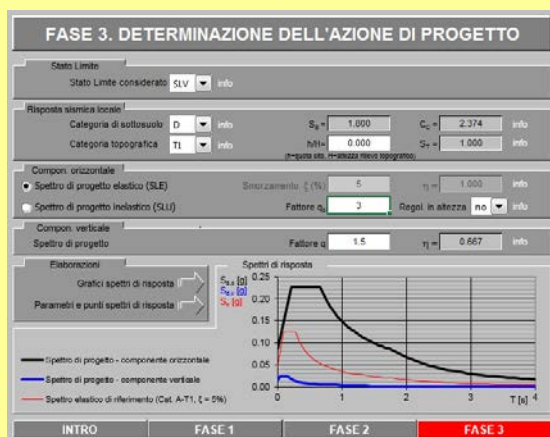 FASE 3. DETERMINAZIONE DELL'AZIONE DI PROGETTO
Stato Limite
Stato Limite considerato SLV info
Risposta sismica locale
Categoria di sottosuolo D info S_S = 1.800 C_C = 2.374 info
Categoria topografica T1 info h/H= 0.000 S_T = 1.000 info
(h=quota sito, H=altezza rilievo topografico)
Compon. orizzontale
Spettro di progetto elastico (SLE) Smorzamento ξ (%) 5 η = 1.000 info
Spettro di progetto inelastico (SLU) Fattore q₀ 3 Regol. in altezza no info
Compon. verticale
Spettro di progetto Fattore q 1.5 η = 0.667 info
Elaborazioni
Grafici spettri di risposta
Parametri e punti spettri di risposta
Spettro di progetto - componente orizzontale
Spettro di progetto - componente verticale
Spettro elastico di riferimento (Cat. A-T1, ξ = 5%)
Spettri di risposta
S_d,o [g]
S_d,v [g]
S_e [g]
0.25
0.20
0.15
0.10
0.05
0.00
0 1 2 3 T [s] 4
INTRO FASE 1 FASE 2 FASE 3